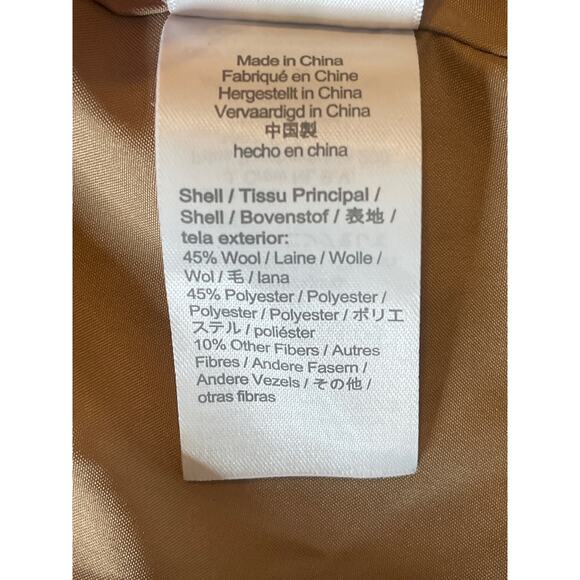 Made in China
Fabriqué en Chine
Hergestellt in China
Vervaardigd in China
中国製
hecho en china
Shell / Tissu Principal /
Shell / Bovenstof / 表地 /
tela exterior:
45% Wool / Laine / Wolle /
Wol / 毛 / lana
45% Polyester / Polyester /
Polyester / Polyester / ポリエ
ステル / poliéster
10% Other Fibers / Autres
Fibres / Andere Fasern /
Andere Vezels / その他 /
otras fibras